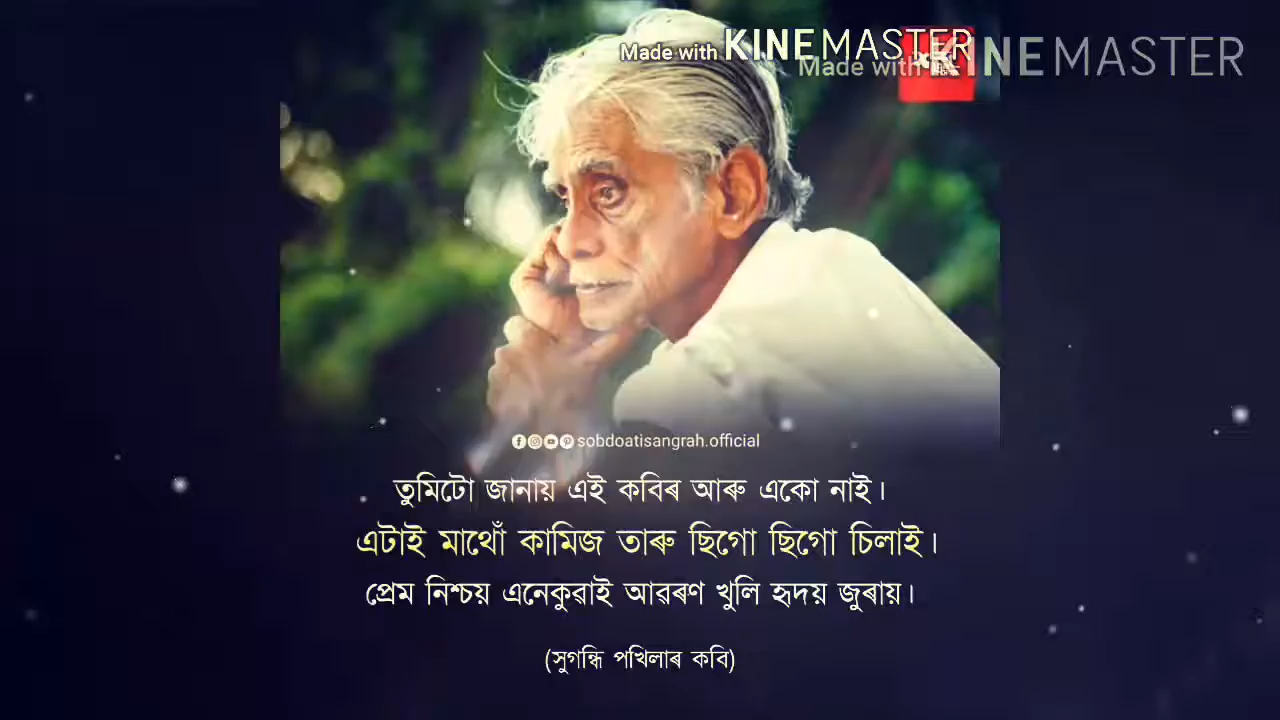 Made with KINEMASTER
Made with KINEMASTER
sobdoatisangrah.official
তুমিটো জানায় এই কবিৰ আৰু একো নাই।
এটাই মাথোঁ কামিজ তাৰু ছিগো ছিগো চিলাই।
প্ৰেম নিশ্চয় এনেকুৱাই আৱৰণ খুলি হৃদয় জুৰায়।
(সুগন্ধি পখিলাৰ কবি)